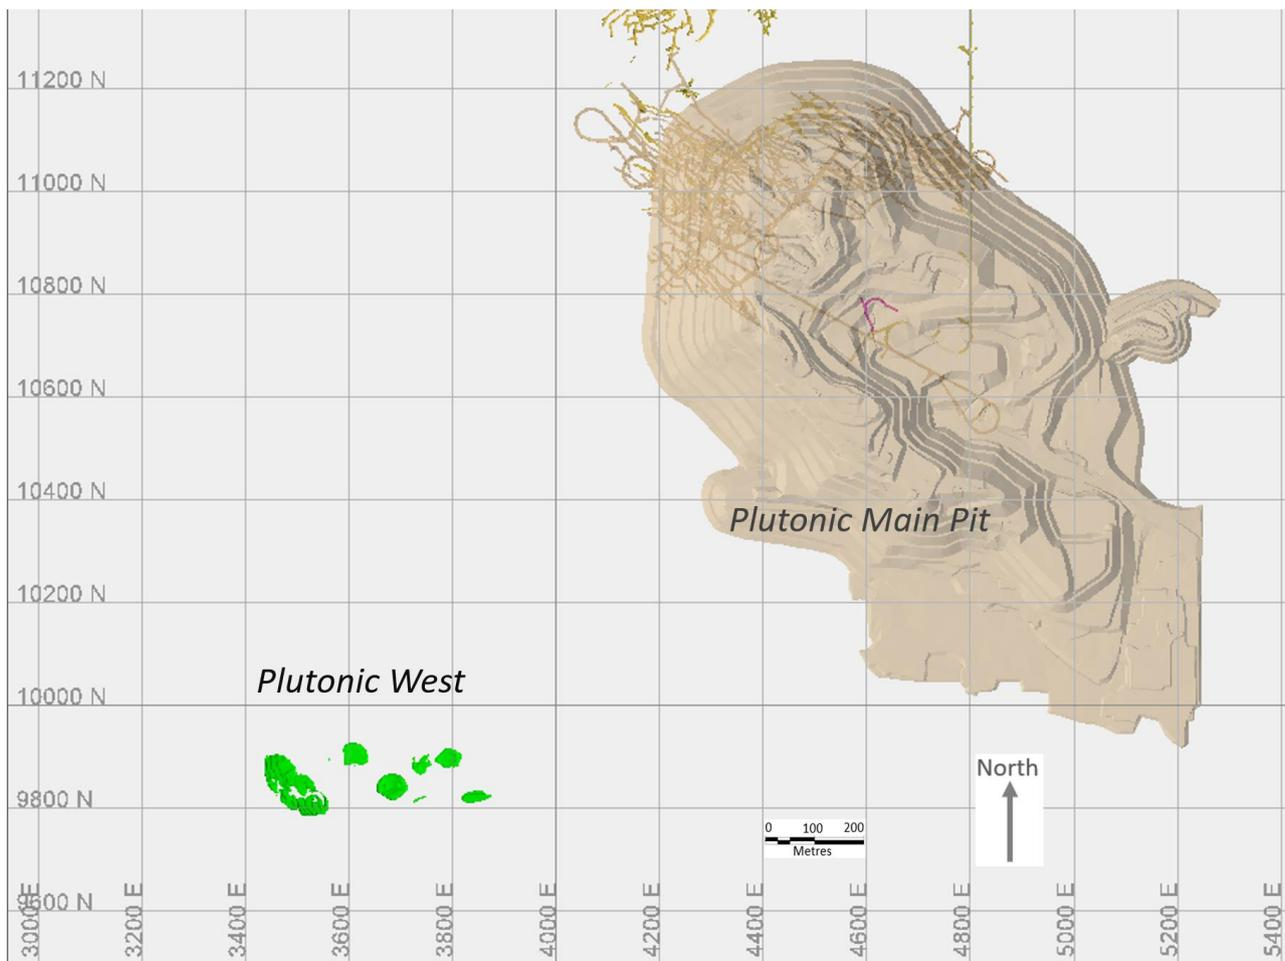 11200 N
11000 N
10800 N
10600 N
10400 N
Plutonic Main Pit
10200 N
Plutonic West
10000 N
North
9800 N
0 100 200
Metres
9600 N
3000 E
3200 E
3400 E
3600 E
3800 E
4000 E
4200 E
4400 E
4600 E
4800 E
5000 E
5200 E
5400 E